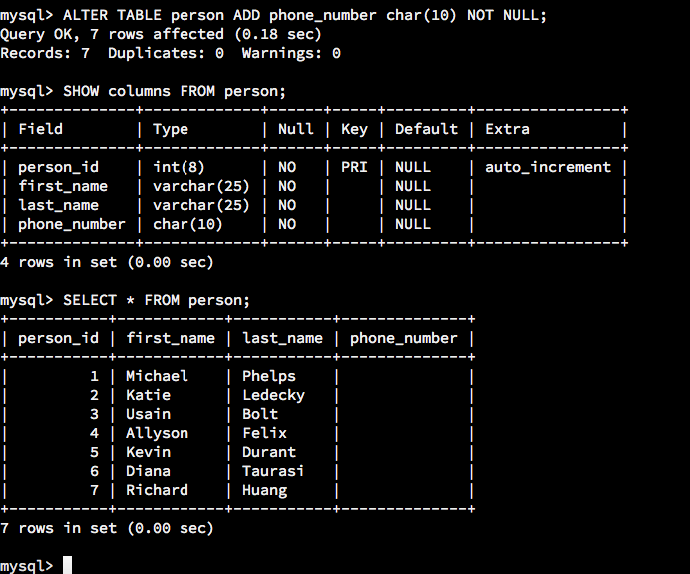 mysql> ALTER TABLE person ADD phone_number char(10) NOT NULL;
Query OK, 7 rows affected (0.18 sec)
Records: 7  Duplicates: 0  Warnings: 0

mysql> SHOW columns FROM person;
+--------------+-------------+------+-----+---------+----------------+
| Field        | Type        | Null | Key | Default | Extra          |
+--------------+-------------+------+-----+---------+----------------+
| person_id    | int(8)      | NO   | PRI | NULL    | auto_increment |
| first_name   | varchar(25) | NO   |     | NULL    |                |
| last_name    | varchar(25) | NO   |     | NULL    |                |
| phone_number | char(10)    | NO   |     | NULL    |                |
+--------------+-------------+------+-----+---------+----------------+
4 rows in set (0.00 sec)

mysql> SELECT * FROM person;
+-----------+------------+-----------+--------------+
| person_id | first_name | last_name | phone_number |
+-----------+------------+-----------+--------------+
|         1 | Michael    | Phelps    |              |
|         2 | Katie      | Ledecky   |              |
|         3 | Usain      | Bolt      |              |
|         4 | Allyson    | Felix     |              |
|         5 | Kevin      | Durant    |              |
|         6 | Diana      | Taurasi   |              |
|         7 | Richard    | Huang     |              |
+-----------+------------+-----------+--------------+
7 rows in set (0.00 sec)

mysql>